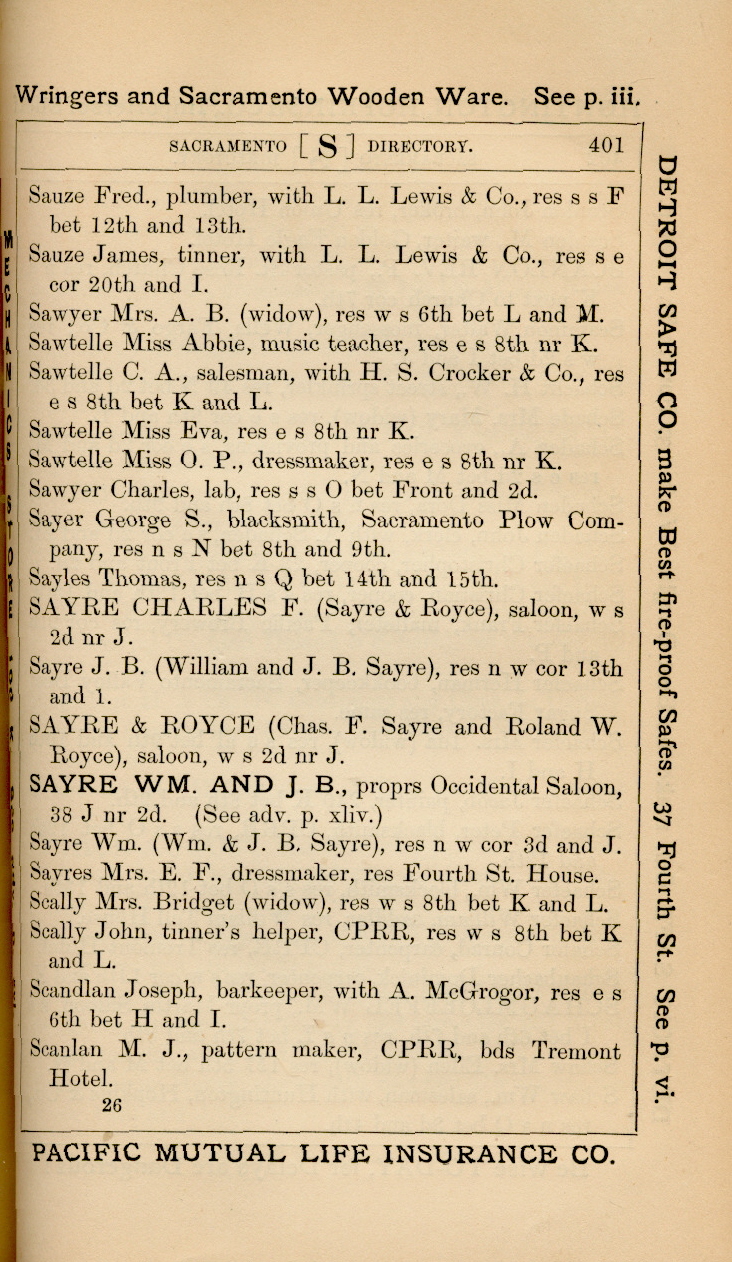 Wringers and Sacramento Wooden Ware. See p. iii.
SACRAMENTO [ S ] DIRECTORY. 401
Sauze Fred., plumber, with L. L. Lewis & Co., res s s F
bet 12th and 13th.
Sauze James, tinner, with L. L. Lewis & Co., res s e
cor 20th and I.
Sawyer Mrs. A. B. (widow), res w s 6th bet L and M.
Sawtelle Miss Abbie, music teacher, res e s 8th nr K.
Sawtelle C. A., salesman, with H. S. Crocker & Co., res
e s 8th bet K and L.
Sawtelle Miss Eva, res e s 8th nr K.
Sawtelle Miss O. P., dressmaker, res e s 8th nr K.
Sawyer Charles, lab, res s s O bet Front and 2d.
Sayer George S., blacksmith, Sacramento Plow Com-
pany, res n s N bet 8th and 9th.
Sayles Thomas, res n s Q bet 14th and 15th.
SAYRE CHARLES F. (Sayre & Royce), saloon, w s
2d nr J.
Sayre J. B. (William and J. B. Sayre), res n w cor 13th
and 1.
SAYRE & ROYCE (Chas. F. Sayre and Roland W.
Royce), saloon, w s 2d nr J.
SAYRE WM. AND J. B., proprs Occidental Saloon,
38 J nr 2d. (See adv. p. xliv.)
Sayre Wm. (Wm. & J. B. Sayre), res n w cor 3d and J.
Sayres Mrs. E. F., dressmaker, res Fourth St. House.
Scally Mrs. Bridget (widow), res w s 8th bet K and L.
Scally John, tinner's helper, CPRR, res w s 8th bet K
and L.
Scandlan Joseph, barkeeper, with A. McGrogor, res e s
6th bet H and I.
Scanlan M. J., pattern maker, CPRR, bds Tremont
Hotel.
26
PACIFIC MUTUAL LIFE INSURANCE CO.
DETROIT SAFE CO. make Best fire-proof Safes. 37 Fourth St. See p. vi.
MECHANICS STORE